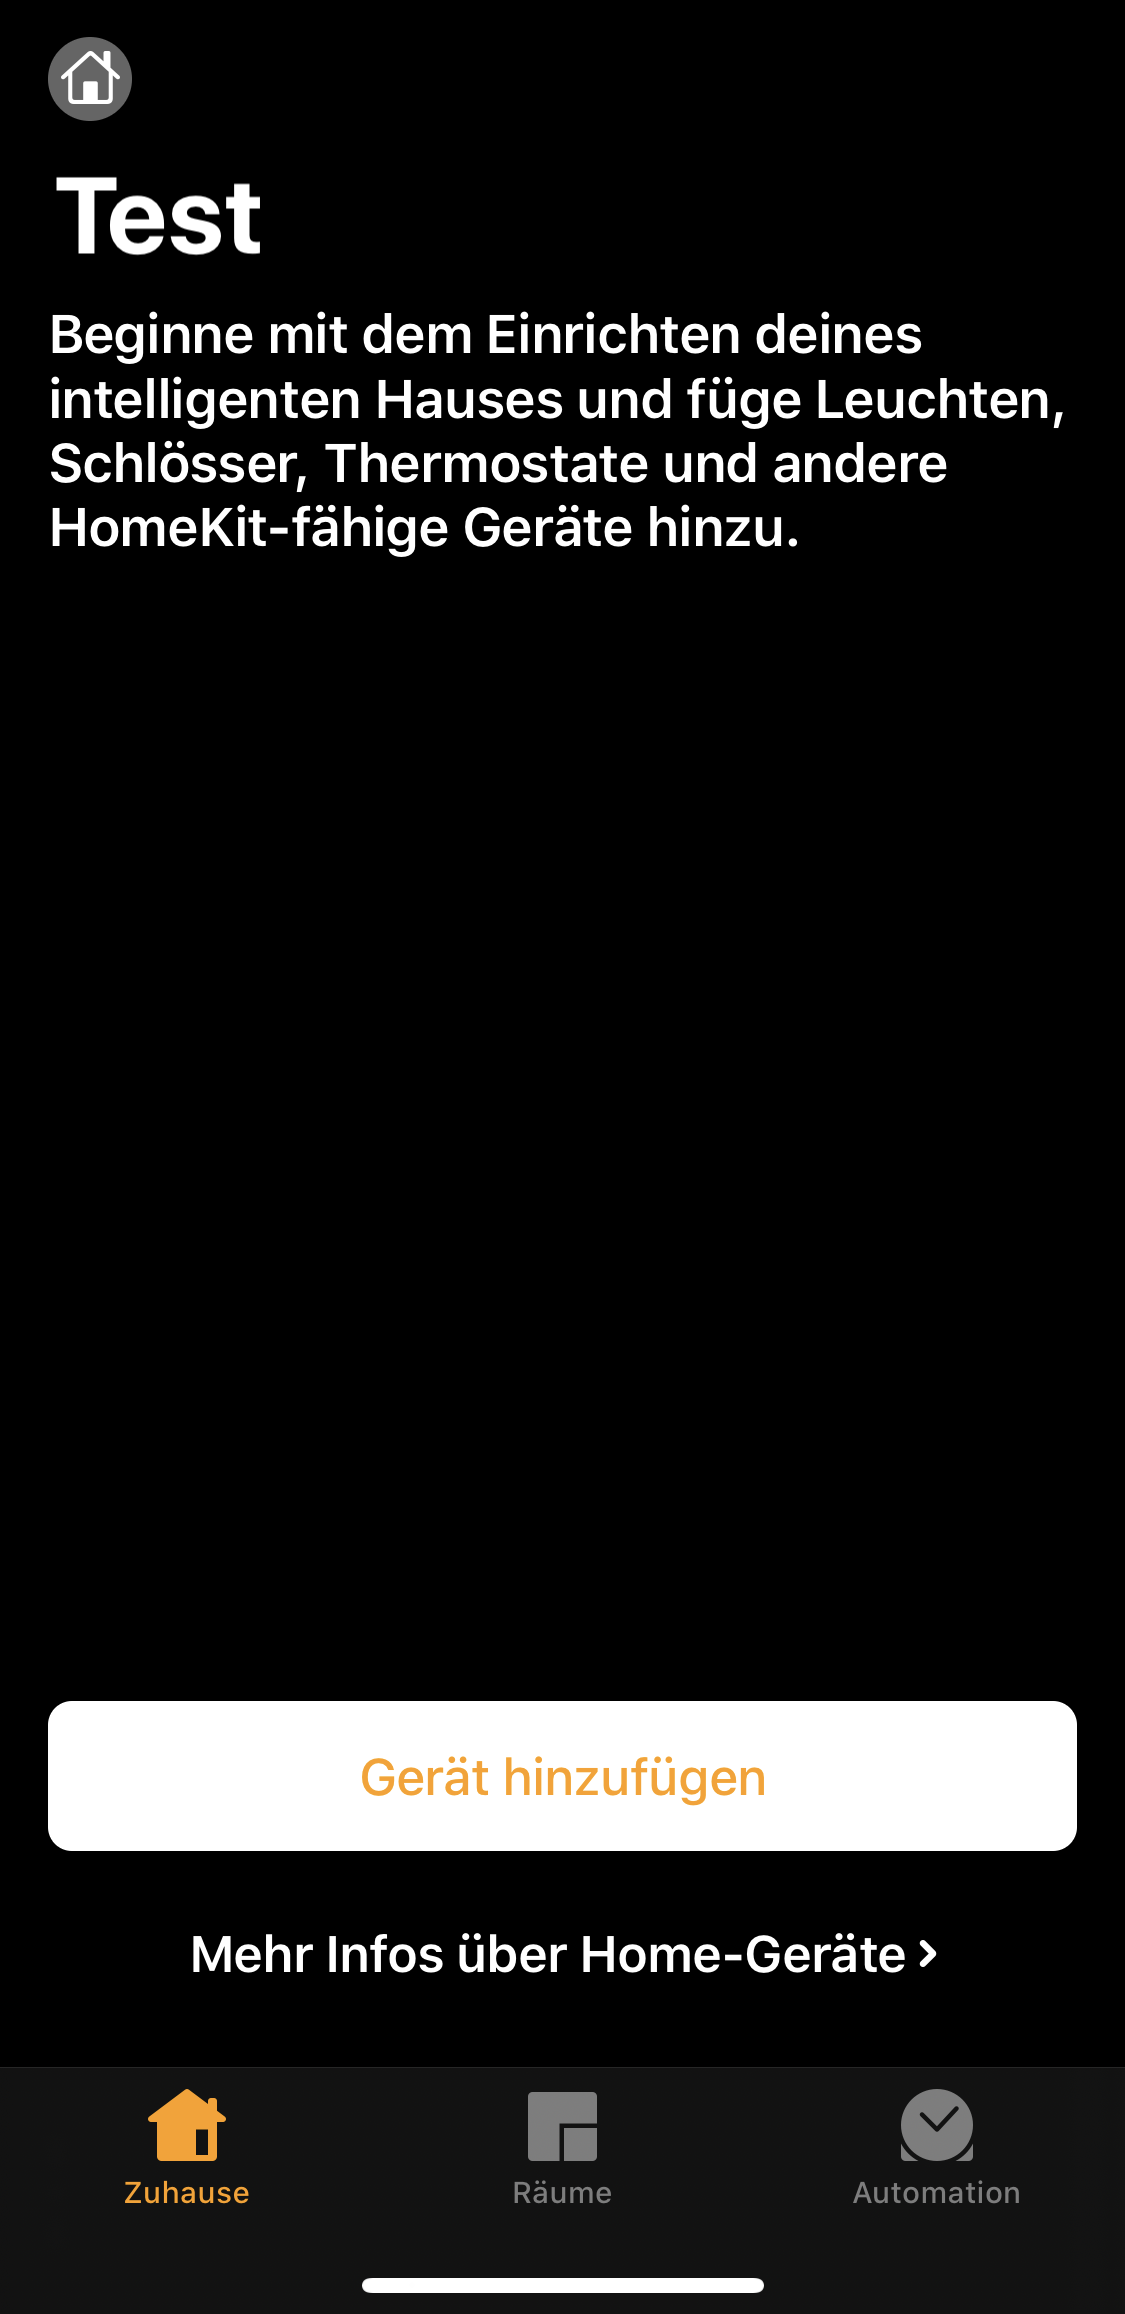 Test
Beginne mit dem Einrichten deines
intelligenten Hauses und füge Leuchten,
Schlösser, Thermostate und andere
HomeKit-fähige Geräte hinzu.
Gerät hinzufügen
Mehr Infos über Home-Geräte
Zuhause
Räume
Automation